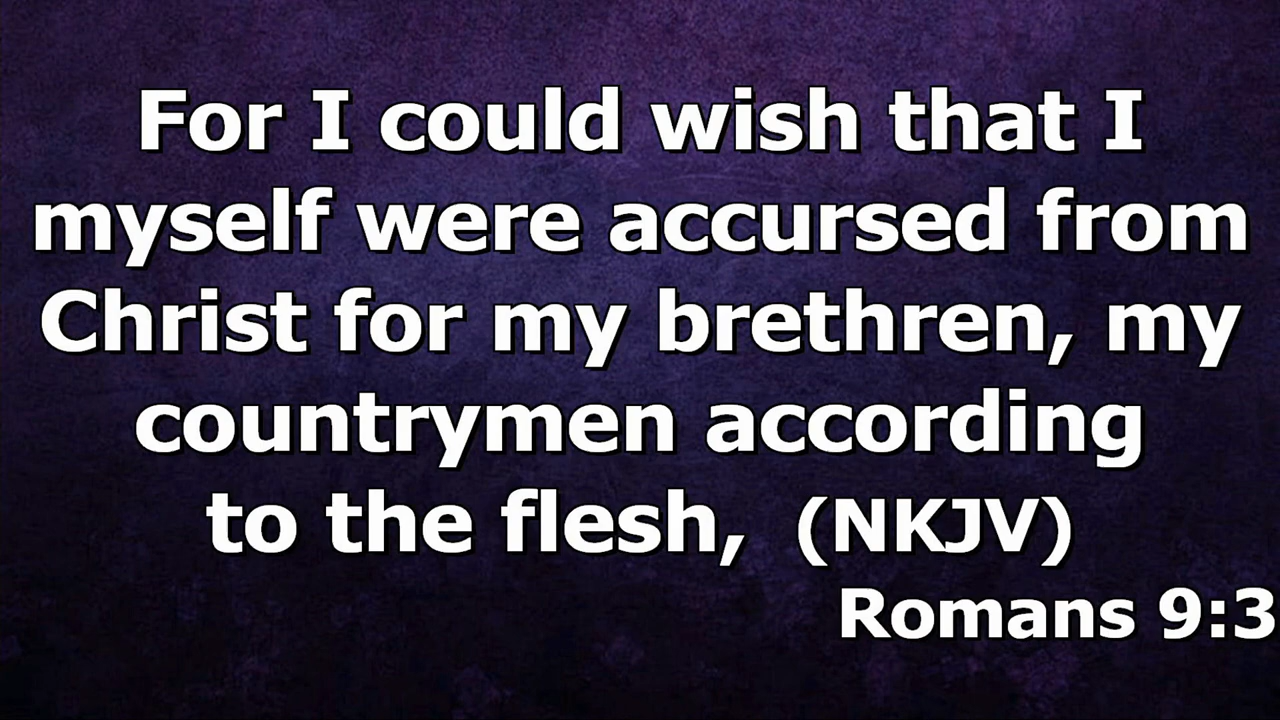 For I could wish that I
myself were accursed from
Christ for my brethren, my
countrymen according
to the flesh, (NKJV)
Romans 9:3